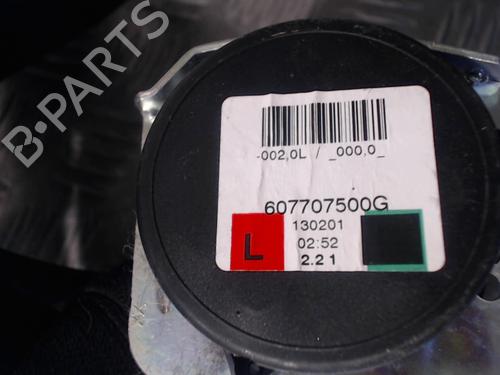 B-PARTS
-002,0L / _000,0_
607707500G
130201
L
02:52
2.2 1